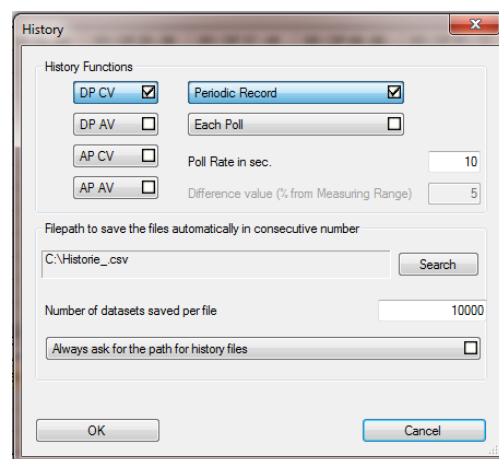 History
History Functions
DP CV
Periodic Record
DP AV
Each Poll
AP CV
Poll Rate in sec.
10
AP AV
Difference value (% from Measuring Range)
5
Filepath to save the files automatically in consecutive number
C:\Historie_.csv
Search
Number of datasets saved per file
10000
Always ask for the path for history files
OK
Cancel